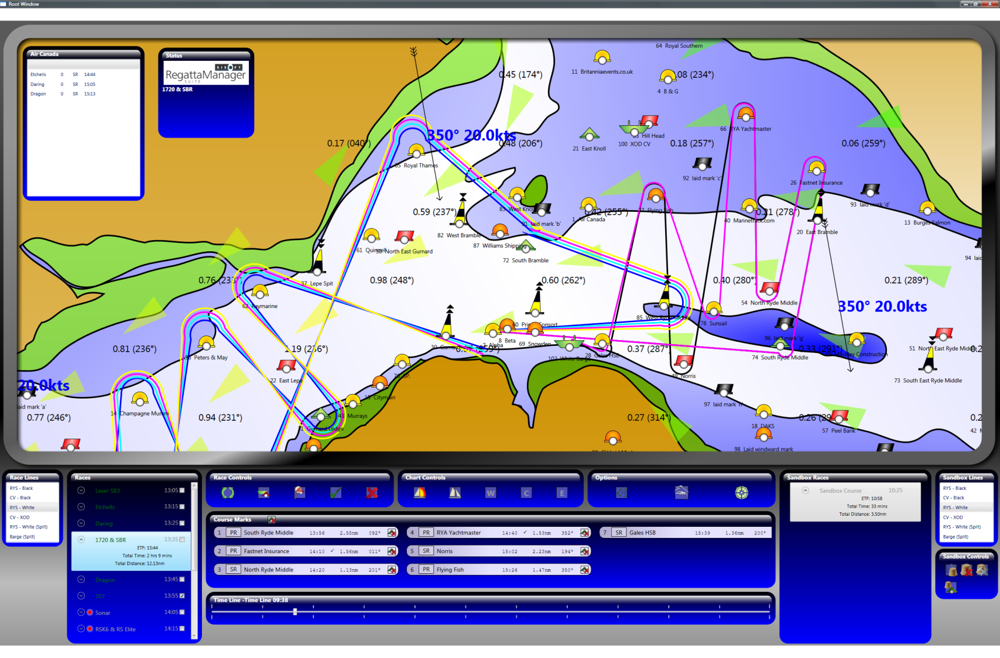 Root Window
Air Canada
Etchells 0 SR 14:44
Daring 0 SR 15:05
Dragon 0 SR 15:13
Status
SISOFT
RegattaManager
SUITE
1720 & SBR
64 Royal Southern
11 Britanniaevents.co.uk
0.45 (174°)
.08 (234°)
4 B & G
66 RYA Yachtmaster
350° 20.0kts
Hill Head
0.17 (040°)
0.48 (206°)
21 East Knoll
100 XOD CV
0.18 (257°)
0.06 (259°)
65 Royal Thames
92 laid mark 'c'
26 Fastnet Insurance
0.59 (237°)
83 West Knoll
91 laid mark 'b'
0.42 (255°)
1 Air Canada
27 Flying Fish
0.21 (278°)
40 Marinetrack.com
93 laid mark 'd'
13 Burges Salmon
82 West Bramble
20 East Bramble
61 Quinnell
50 North East Gurnard
87 Williams Shipping
72 South Bramble
94 laid
0.76 (233°)
37 Lepe Spit
0.98 (248°)
0.60 (262°)
0.40 (280°)
0.21 (289°)
62 Raymarine
54 North Ryde Middle
350° 20.0kts
85 West Ryde Middle
78 Sunsail
60 Prince Consort
96 laid mark 'g'
8 Beta
69 Snowden
2 Alpha
0.81 (236°)
1.19 (236°)
30 Gurnard
0.37 (287°)
0.33 (291°)
51 North East Ryde Middle
0.2
Peters & May
102 White Barge
28 Gales HSB
74 South Ryde Middle
22 East Lepe
49 Norris
73 South East Ryde Middle
20.0kts
laid mark 'a'
15 Citymain
97 laid mark 'h'
14 Champagne Mumm
43 Murrays
0.77 (246°)
0.94 (231°)
31 Gurnard Ledge
0.27 (314°)
0.26 (29
18 DAKS
57 Peel Bank
0.2
42
98 Laid windward mark
Race Lines
RYS - Black
CV - Black
RYS - White
CV - XOD
RYS - White (Split)
Barge (Split)
Races
Laser SB3 13:05
Etchells 13:15
Daring 13:25
1720 & SBR 13:35
ETF: 15:44
Total Time: 2 hrs 9 mins
Total Distance: 12.13nm
Dragon 13:45
707 13:55
Sonar 14:05
RSK6 & RS Elite 14:15
Race Controls
Chart Controls
W C E
Options
Course Marks
1 PR South Ryde Middle 13:56 2.55nm 092°
2 PR Fastnet Insurance 14:10 ✓ 1.56nm 011°
3 SR North Ryde Middle 14:20 1.13nm 201°
4 PR RYA Yachtmaster 14:40 ✓ 1.53nm 352°
5 SR Norris 15:02 2.23nm 194°
6 PR Flying Fish 15:26 1.47nm 350°
7 SR Gales HSB 15:39 1.36nm 200°
Time Line -Time Line 09:38
Sandbox Races
Sandbox Course 10:25
ETF: 10:58
Total Time: 33 mins
Total Distance: 3.50nm
Sandbox Lines
RYS - Black
CV - Black
RYS - White
CV - XOD
RYS - White (Split)
Barge (Split)
Sandbox Controls